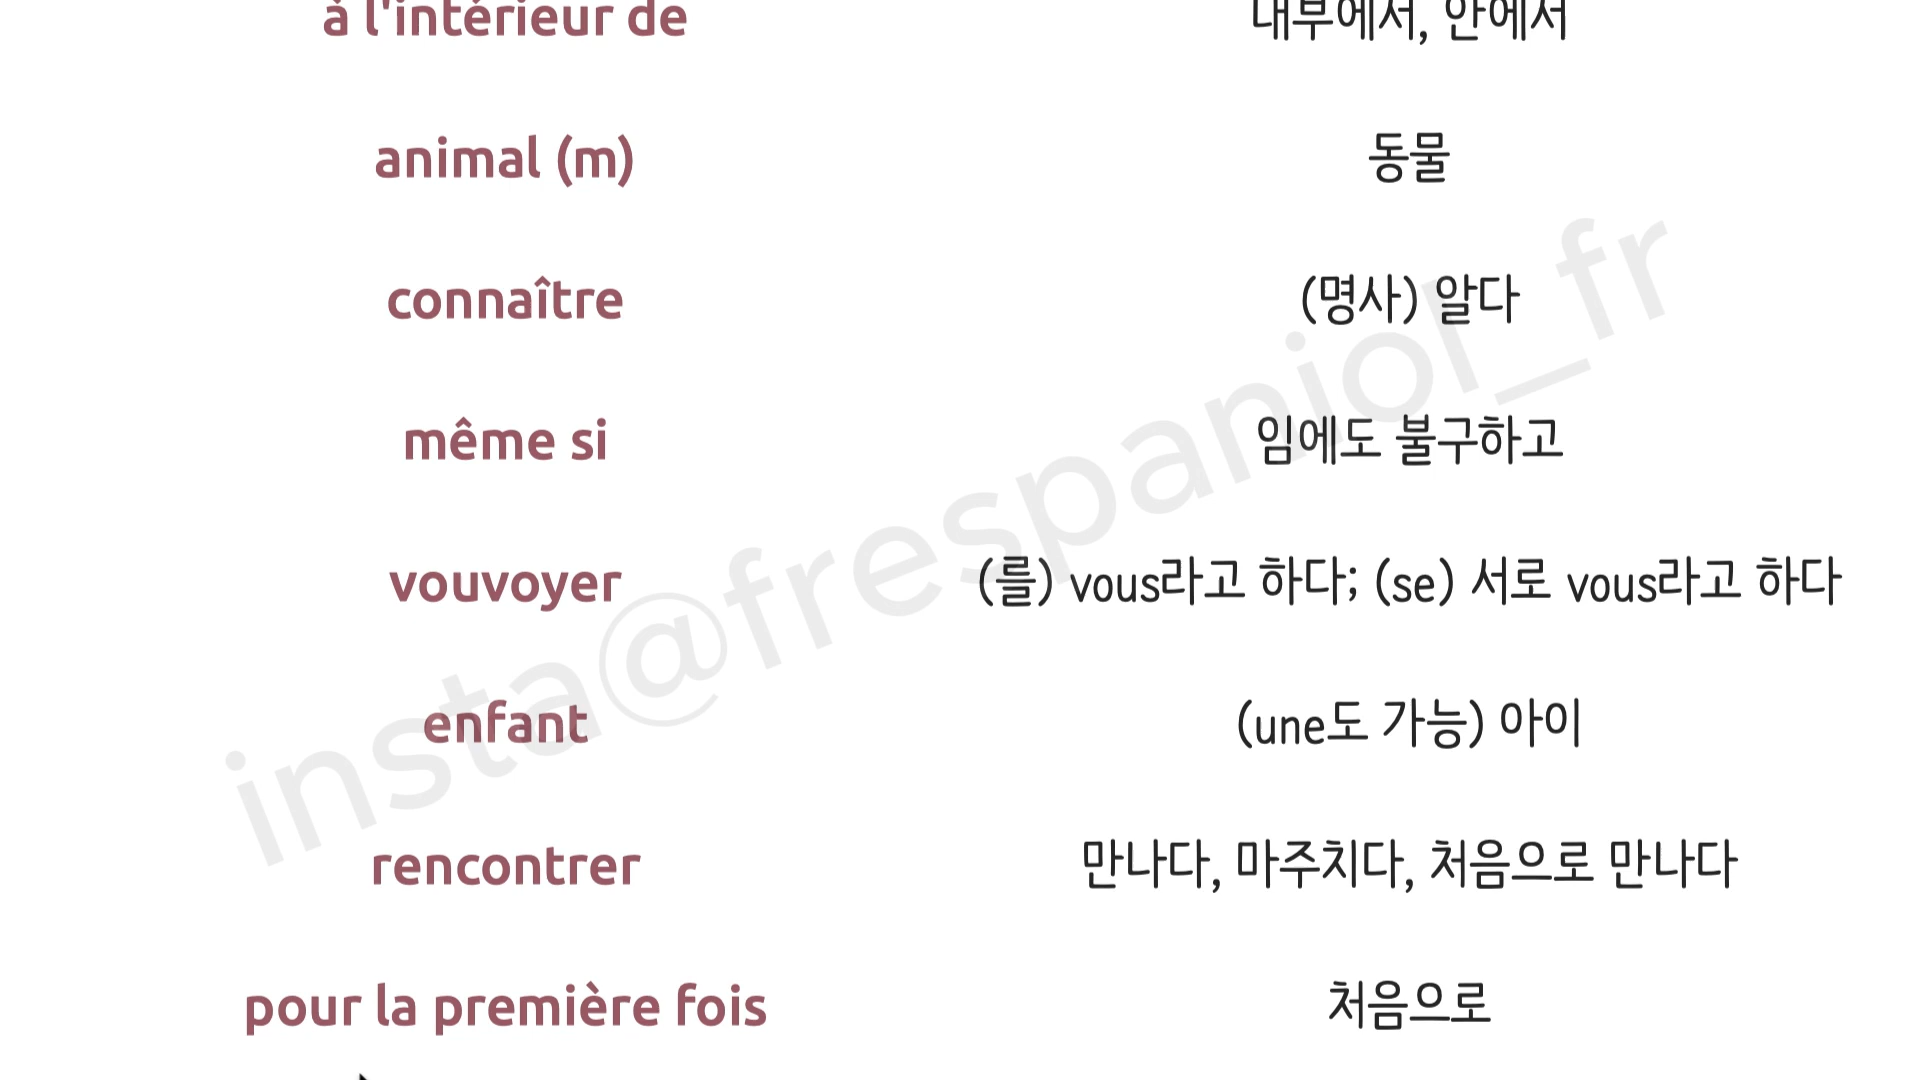 à l'intérieur de 내부에서, 안에서
animal (m) 동물
connaître (명사) 알다
même si 임에도 불구하고
vouvoyer (를) vous라고 하다; (se) 서로 vous라고 하다
enfant (une도 가능) 아이
rencontrer 만나다, 마주치다, 처음으로 만나다
pour la première fois 처음으로
insta@frespaniol_fr